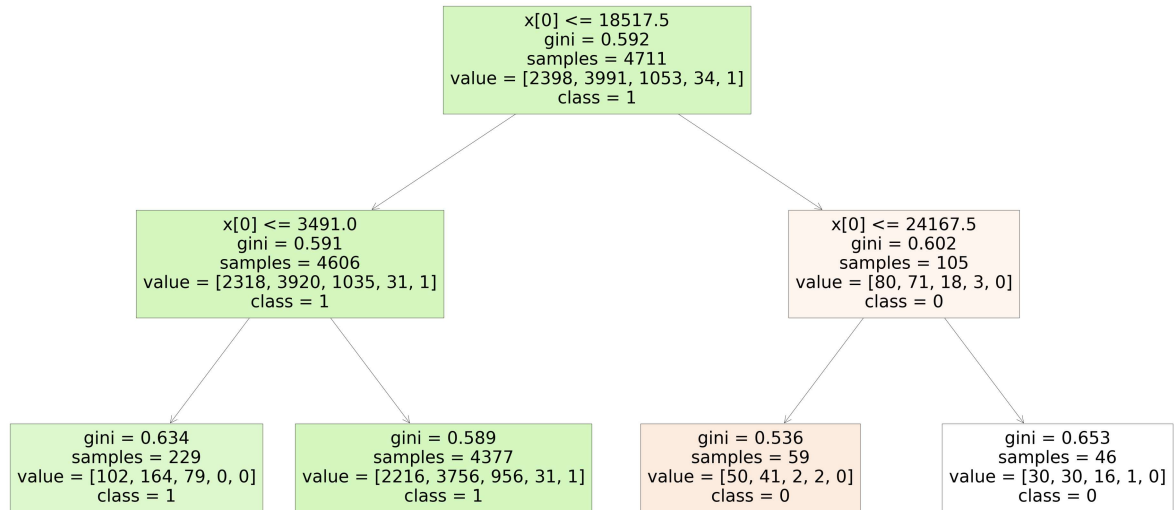 x[0] <= 18517.5
gini = 0.592
samples = 4711
value = [2398, 3991, 1053, 34, 1]
class = 1
x[0] <= 3491.0
gini = 0.591
samples = 4606
value = [2318, 3920, 1035, 31, 1]
class = 1
x[0] <= 24167.5
gini = 0.602
samples = 105
value = [80, 71, 18, 3, 0]
class = 0
gini = 0.634
samples = 229
value = [102, 164, 79, 0, 0]
class = 1
gini = 0.589
samples = 4377
value = [2216, 3756, 956, 31, 1]
class = 1
gini = 0.536
samples = 59
value = [50, 41, 2, 2, 0]
class = 0
gini = 0.653
samples = 46
value = [30, 30, 16, 1, 0]
class = 0